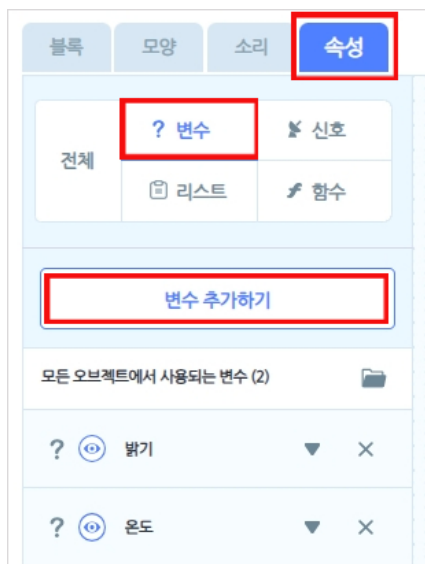 블록 모양 소리 속성
전체
? 변수 신호
리스트 f 함수
변수 추가하기
모든 오브젝트에서 사용되는 변수 (2)
? 밝기
? 온도